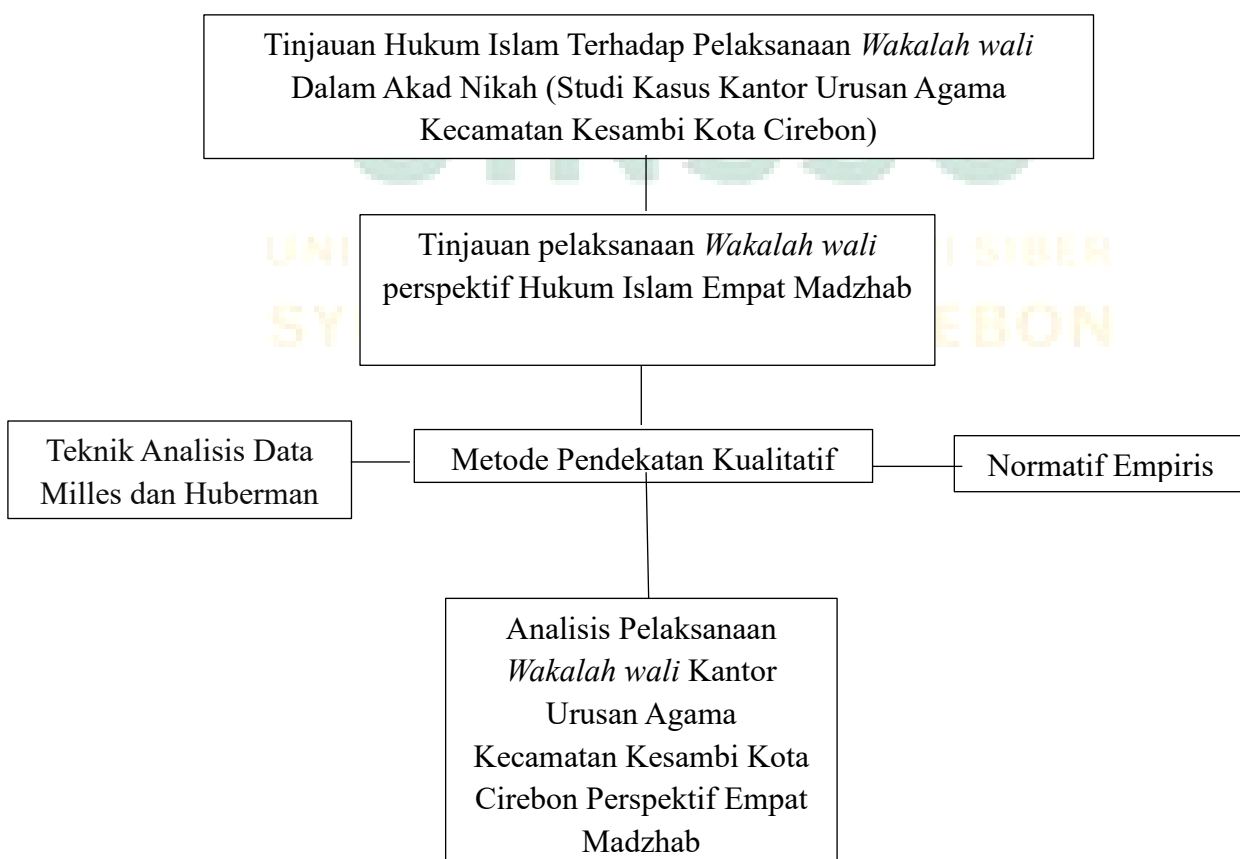 Tinjauan Hukum Islam Terhadap Pelaksanaan Wakalah wali
Dalam Akad Nikah (Studi Kasus Kantor Urusan Agama
Kecamatan Kesambi Kota Cirebon)
Tinjauan pelaksanaan Wakalah wali
perspektif Hukum Islam Empat Madzhab
SIBER
Teknik Analisis Data
Milles dan Huberman
Metode Pendekatan Kualitatif
Normatif Empiris
Analisis Pelaksanaan
Wakalah wali Kantor
Urusan Agama
Kecamatan Kesambi Kota
Cirebon Perspektif Empat
Madzhab